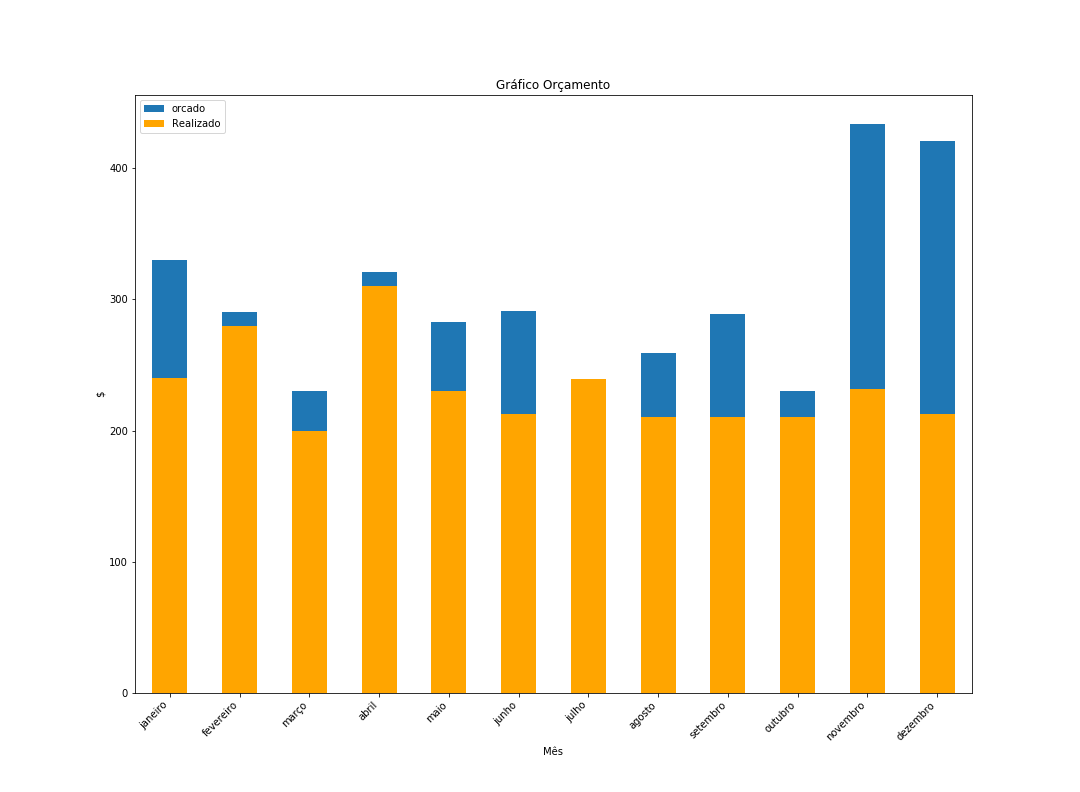 Gráfico Orçamento
orcado
Realizado
400
300
200
100
0
$
janeiro
fevereiro
março
abril
maio
junho
julho
agosto
setembro
outubro
novembro
dezembro
Mês